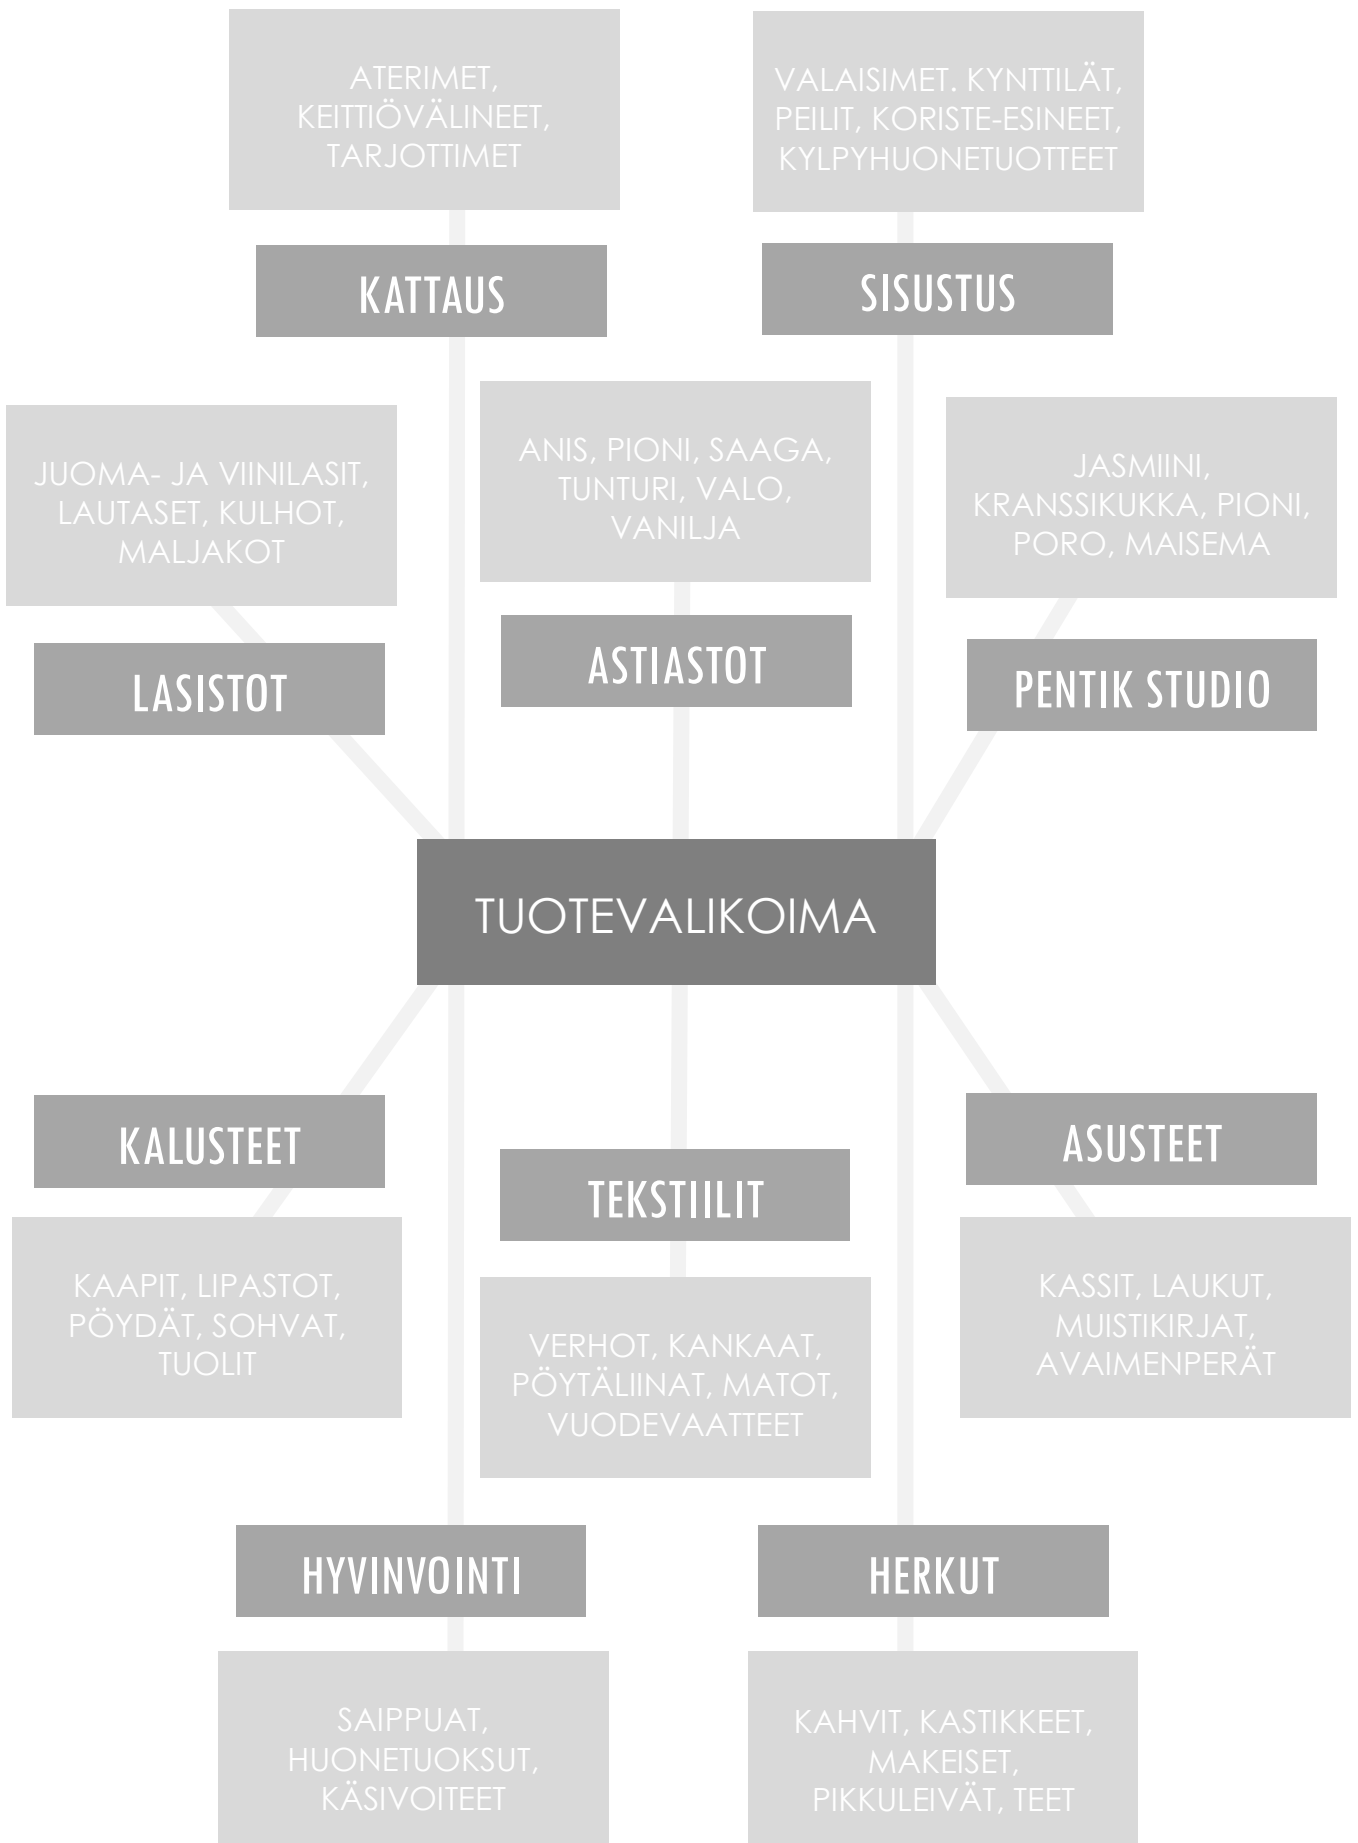 ATERIMET,
KEITTIÖVÄLINEET,
TARJOTTIMET
VALAISIMET. KYNTTILÄT,
PEILIT, KORISTE-ESINEET,
KYLPYHUONETUOTTEET
KATTAUS
SISUSTUS
JUOMA- JA VIINILASIT,
LAUTASET, KULHOT,
MALJAKOT
ANIS, PIONI, SAAGA,
TUNTURI, VALO,
VANILJA
JASMIINI,
KRANSSIKUKKA, PIONI,
PORO, MAISEMA
LASISTOT
ASTIASTOT
PENTIK STUDIO
TUOTEVALIKOIMA
KALUSTEET
TEKSTIILIT
ASUSTEET
KAAPIT, LIPASTOT,
PÖYDÄT, SOHVAT,
TUOLIT
VERHOT, KANKAAT,
PÖYTÄLIINAT, MATOT,
VUODEVAATTEET
KASSIT, LAUKUT,
MUISTIKIRJAT,
AVAIMENPERÄT
HYVINVOINTI
HERKUT
SAIPPUAT,
HUONETUOKSUT,
KÄSIVOITEET
KAHVIT, KASTIKKEET,
MAKEISET,
PIKKULEIVÄT, TEET